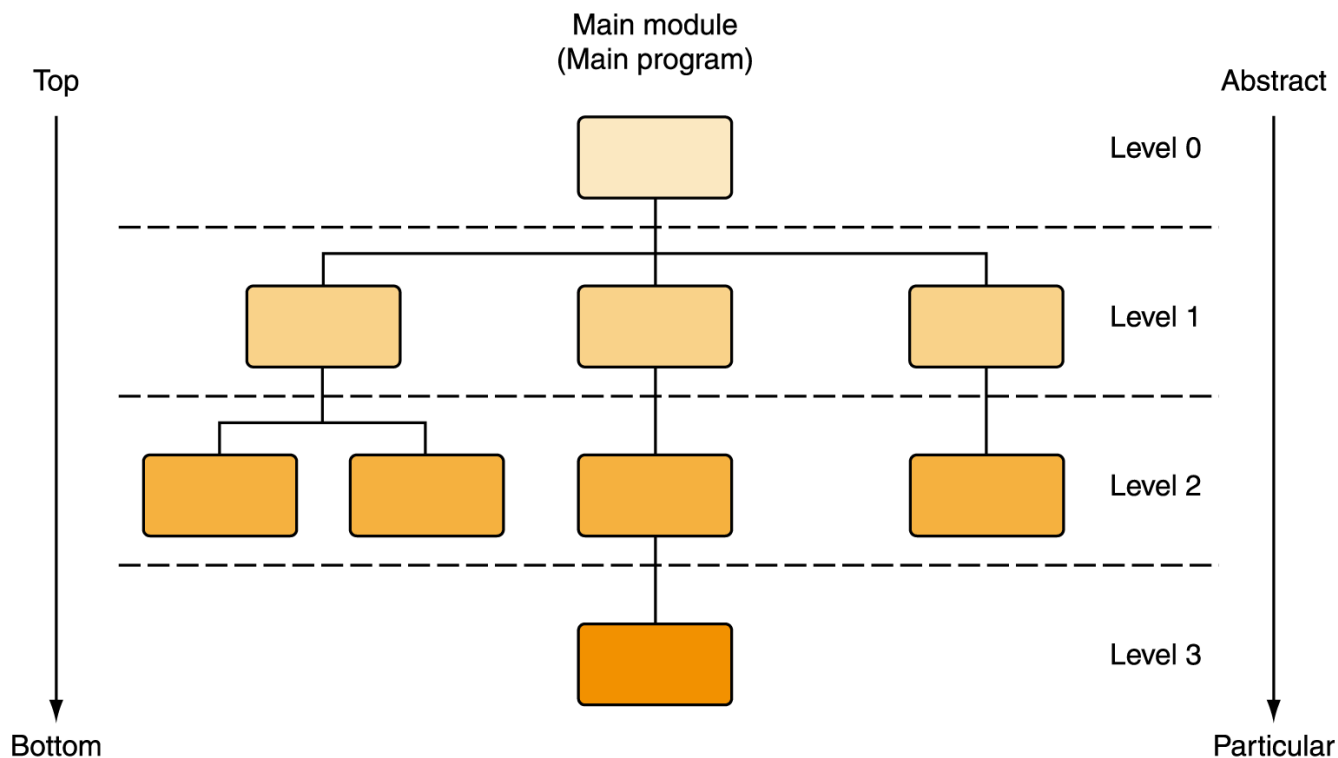 Main module
(Main program)
Top
Abstract
Level 0
Level 1
Level 2
Level 3
Bottom
Particular